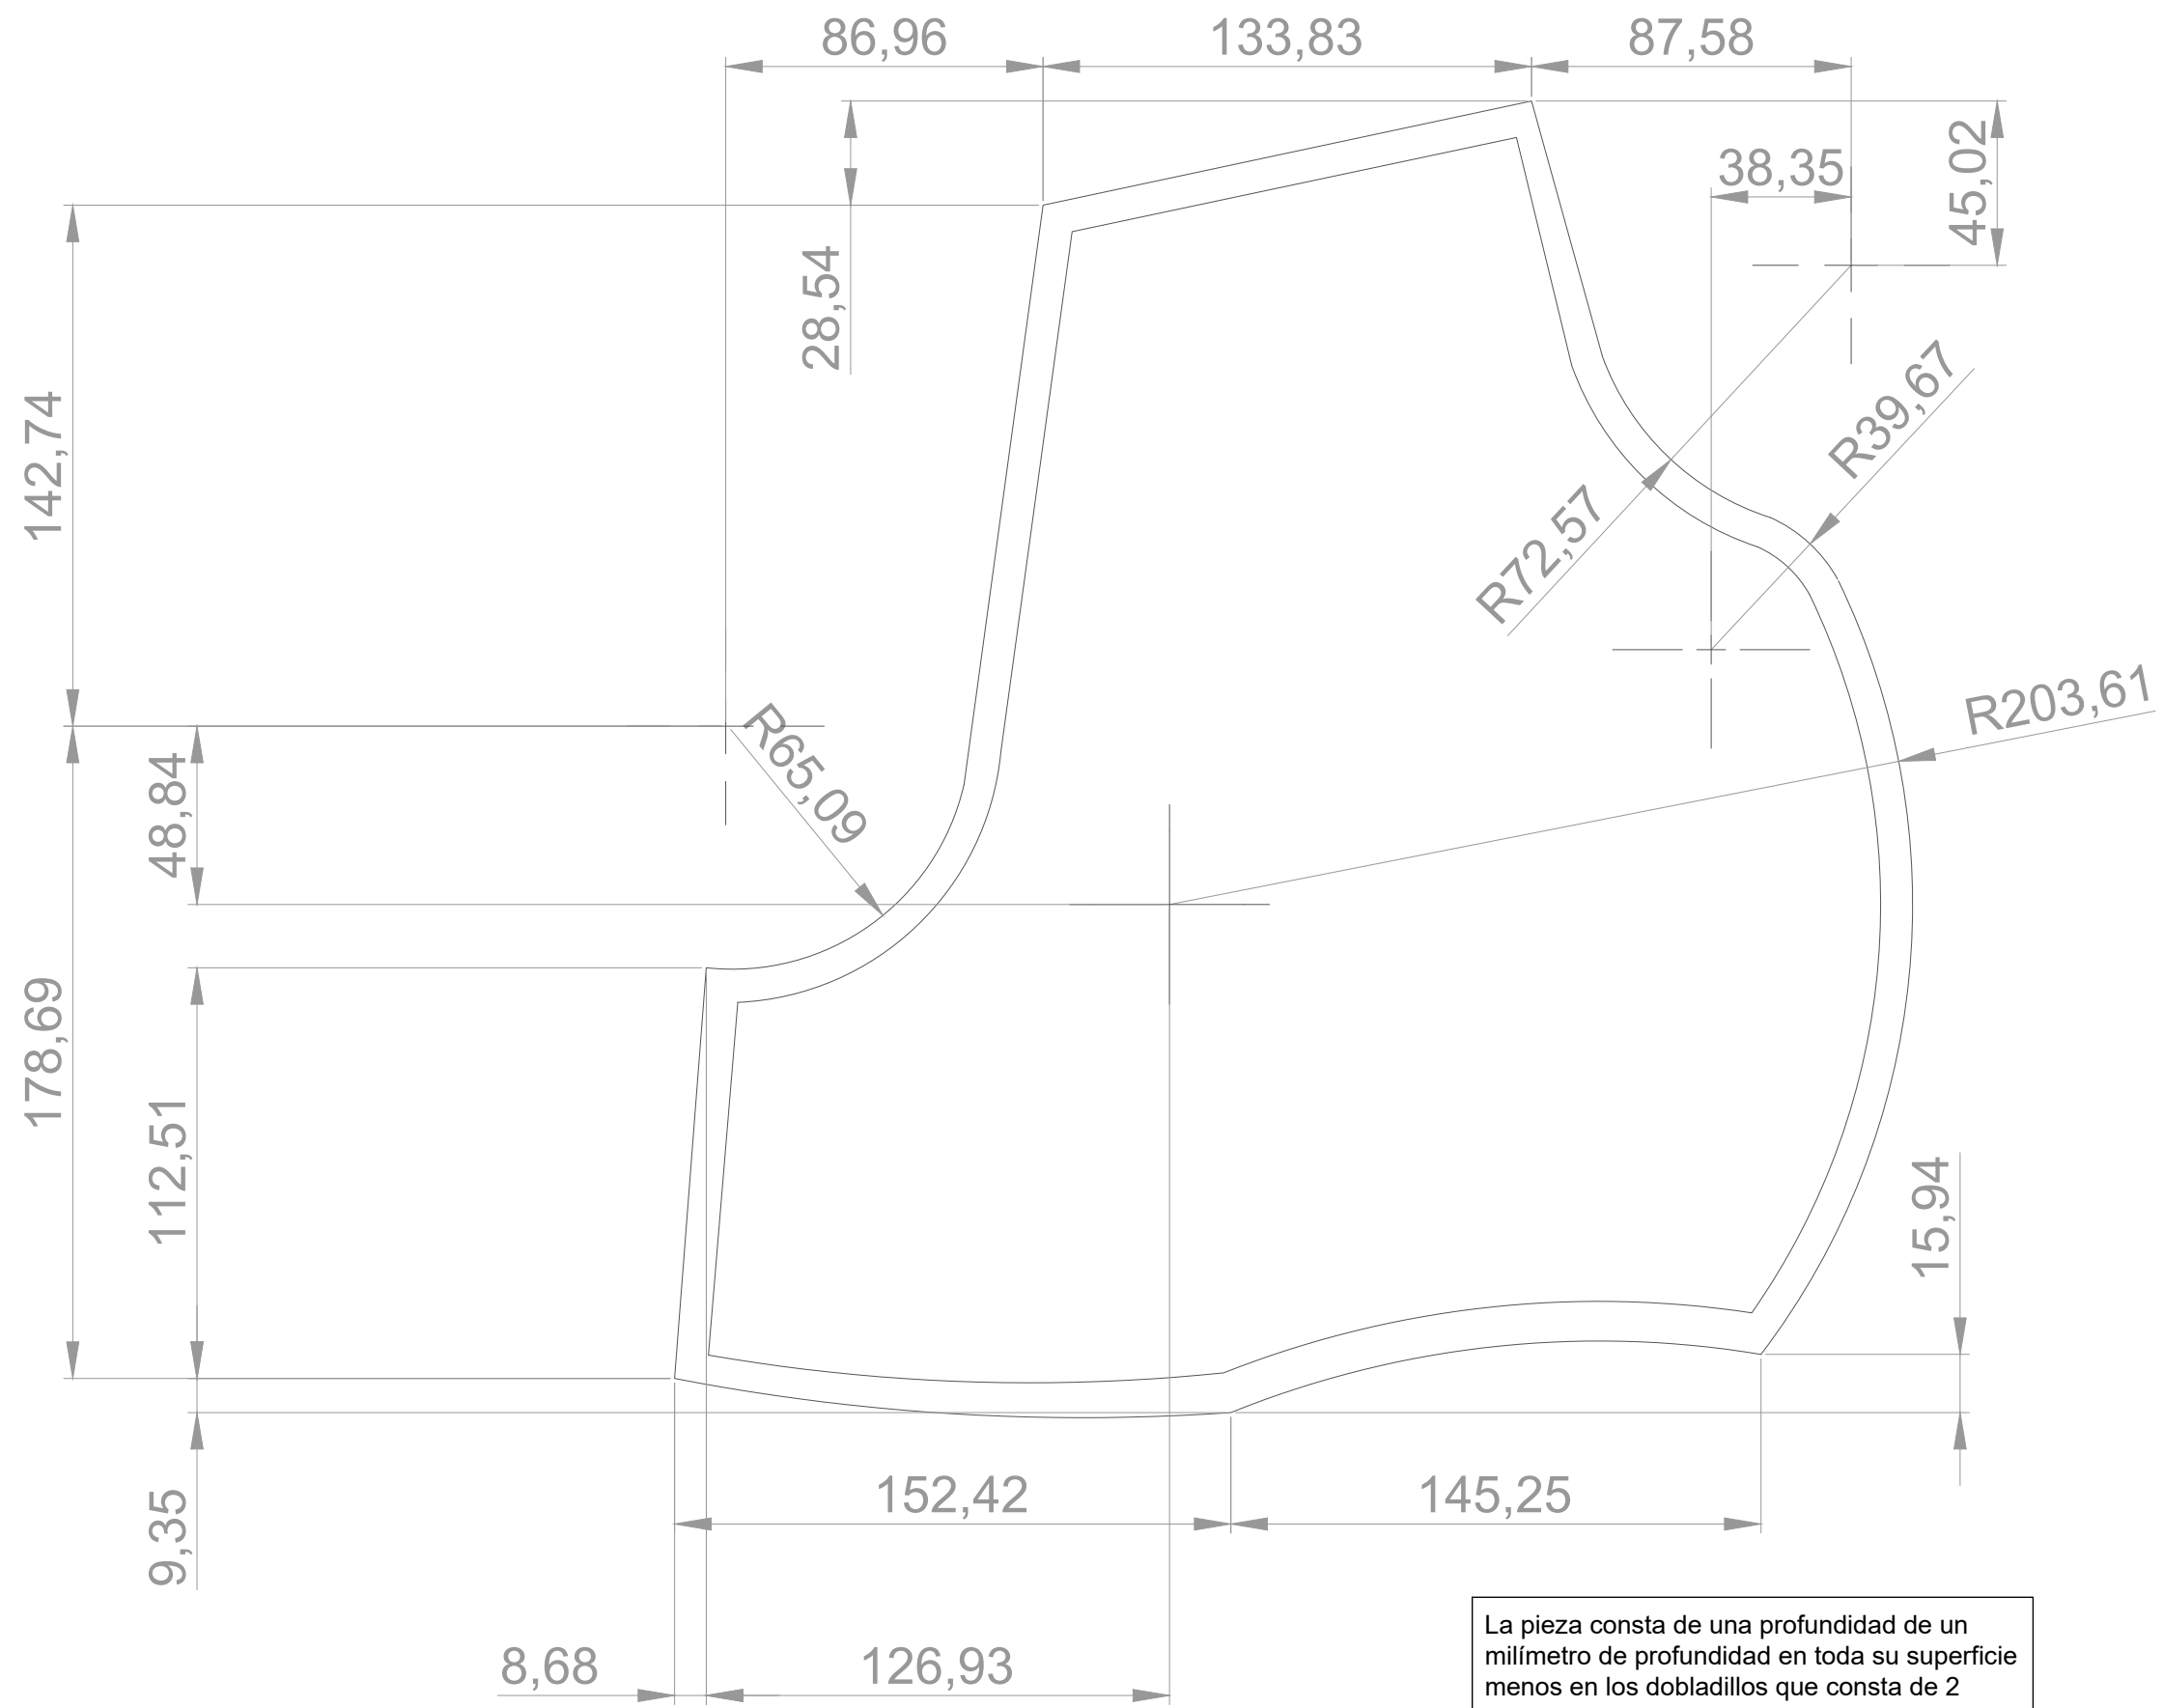 86,96
133,83
87,58
38,35
45,02
28,54
142,74
R39,67
R72,57
R203,61
R65,09
48,84
178,69
112,51
15,94
152,42
145,25
9,35
La pieza consta de una profundidad de un
milímetro de profundidad en toda su superficie
menos en los dobladillos que consta de 2
8,68
126,93